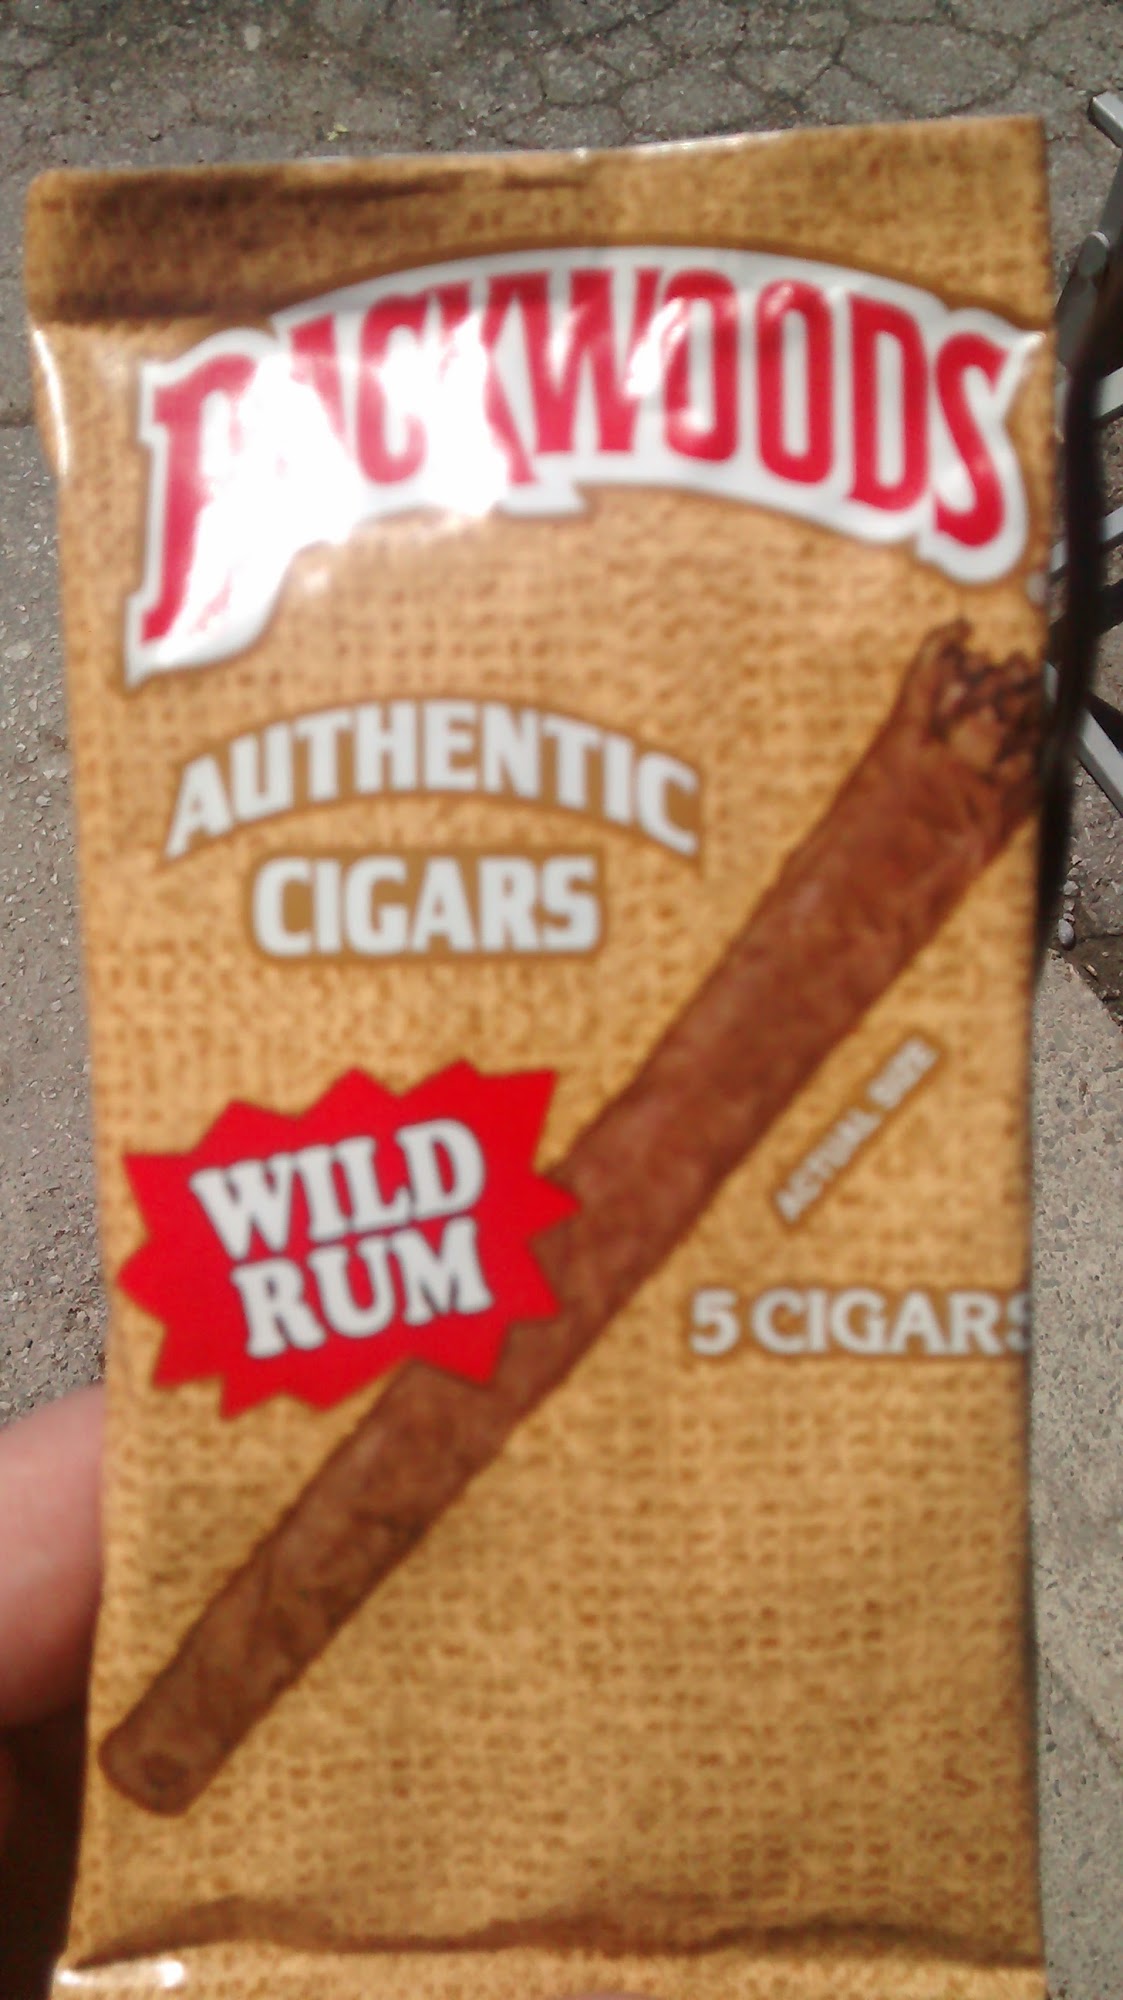 BACKWOODS
AUTHENTIC
CIGARS
WILD
RUM
ACTUAL SIZE
5 CIGARS